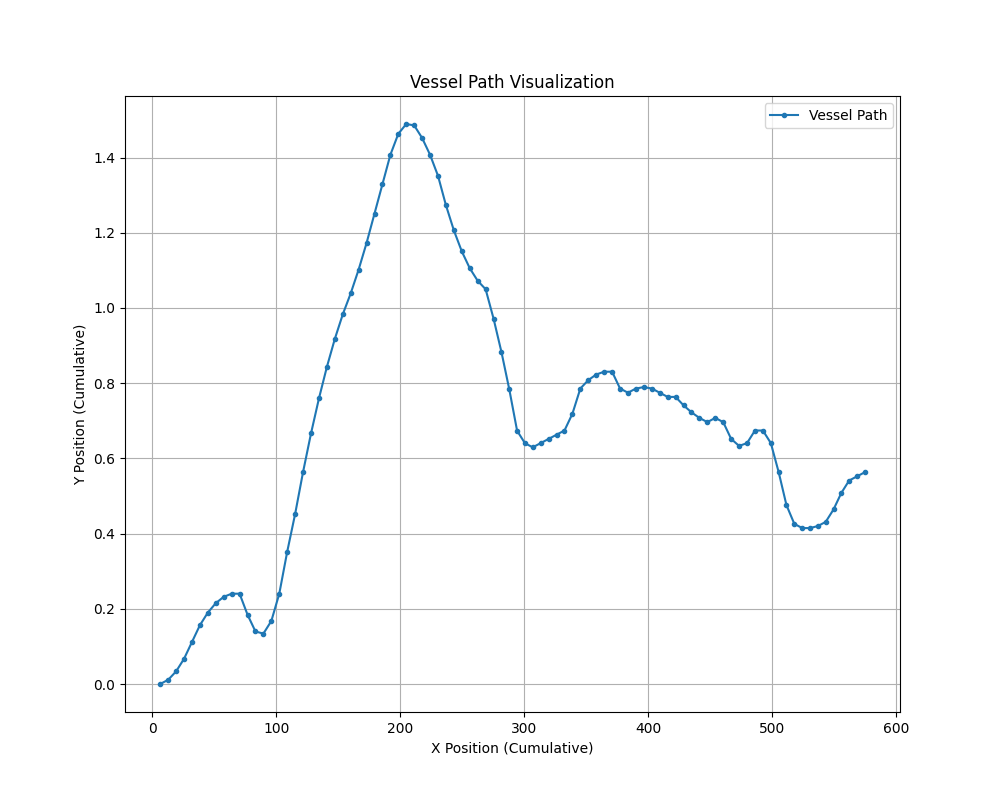 Vessel Path Visualization
Vessel Path
Y Position (Cumulative)
1.4
1.2
1.0
0.8
0.6
0.4
0.2
0.0
0 100 200 300 400 500 600
X Position (Cumulative)